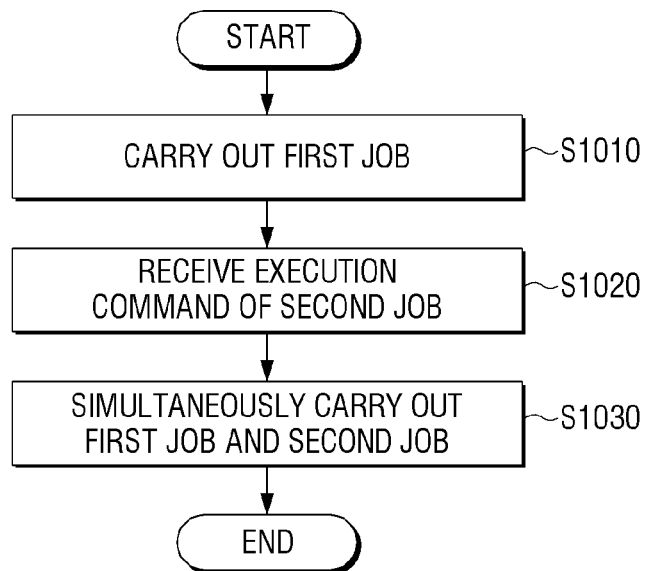 START
CARRY OUT FIRST JOB
S1010
RECEIVE EXECUTION
COMMAND OF SECOND JOB
S1020
SIMULTANEOUSLY CARRY OUT
FIRST JOB AND SECOND JOB
S1030
END